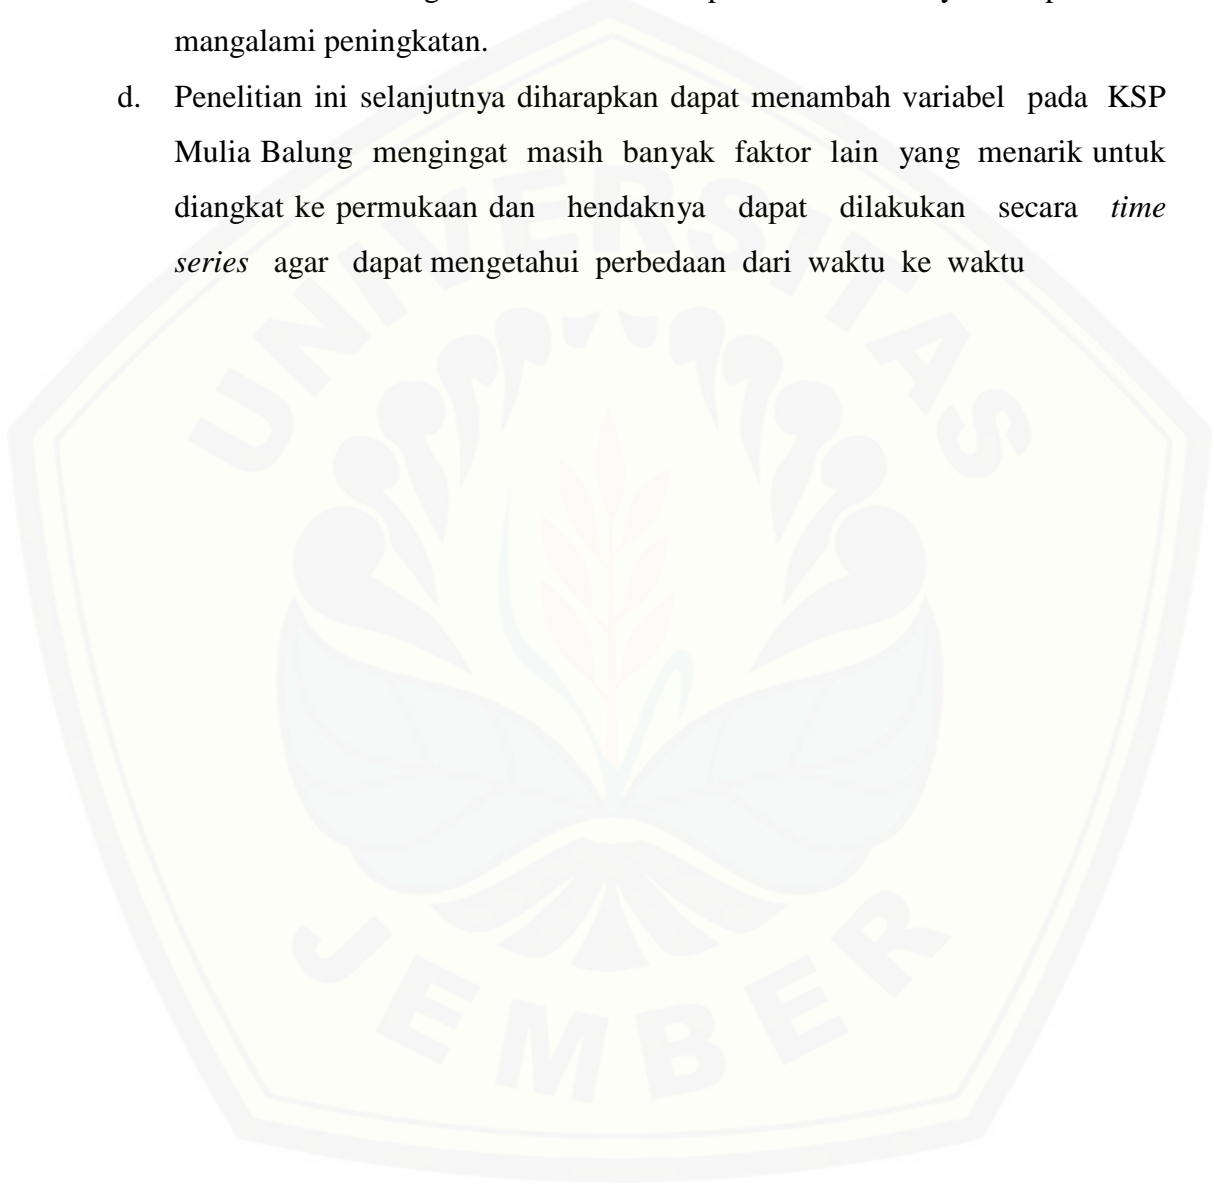 mangalami peningkatan.
d. Penelitian ini selanjutnya diharapkan dapat menambah variabel pada KSP
Mulia Balung mengingat masih banyak faktor lain yang menarik untuk
diangkat ke permukaan dan hendaknya dapat dilakukan secara time
series agar dapat mengetahui perbedaan dari waktu ke waktu
UNIVERSITAS
JEMBER